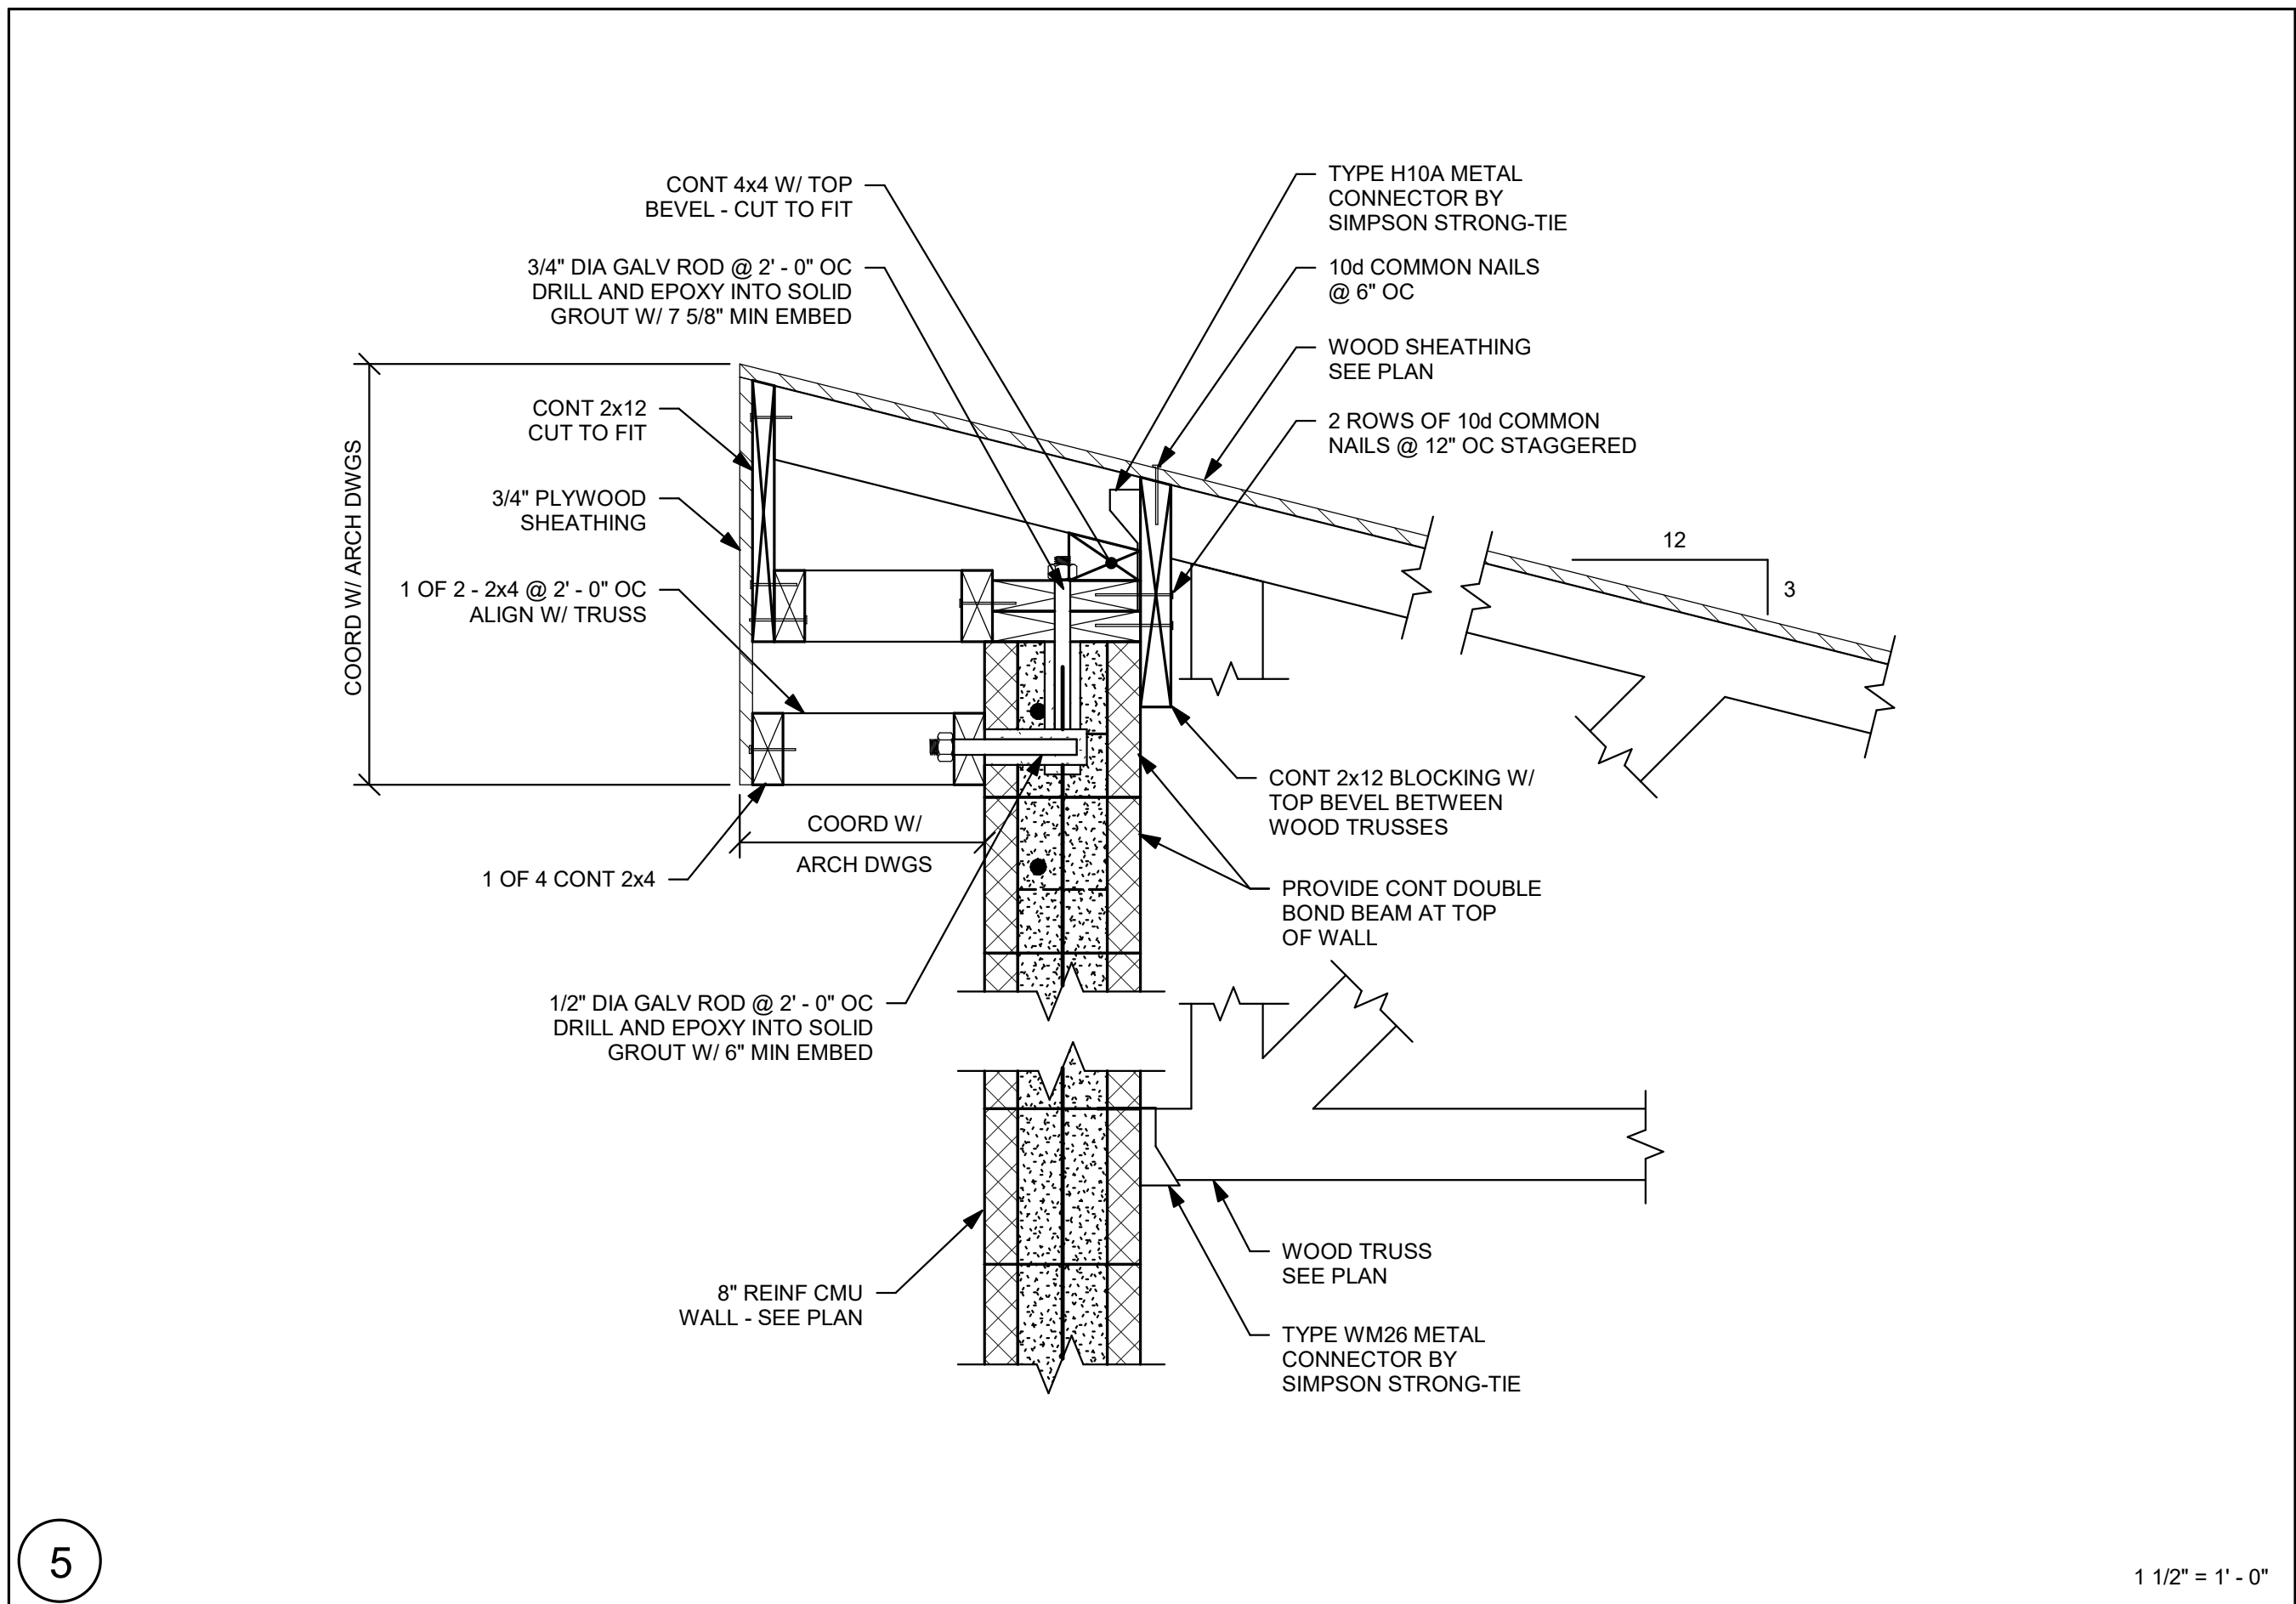 CONT 4x4 W/ TOP
BEVEL - CUT TO FIT
3/4" DIA GALV ROD @ 2' - 0" OC
DRILL AND EPOXY INTO SOLID
GROUT W/ 7 5/8" MIN EMBED
CONT 2x12
CUT TO FIT
3/4" PLYWOOD
SHEATHING
1 OF 2 - 2x4 @ 2' - 0" OC
ALIGN W/ TRUSS
COORD W/ ARCH DWGS
COORD W/
ARCH DWGS
1 OF 4 CONT 2x4
1/2" DIA GALV ROD @ 2' - 0" OC
DRILL AND EPOXY INTO SOLID
GROUT W/ 6" MIN EMBED
8" REINF CMU
WALL - SEE PLAN
TYPE H10A METAL
CONNECTOR BY
SIMPSON STRONG-TIE
10d COMMON NAILS
@ 6" OC
WOOD SHEATHING
SEE PLAN
2 ROWS OF 10d COMMON
NAILS @ 12" OC STAGGERED
12
3
CONT 2x12 BLOCKING W/
TOP BEVEL BETWEEN
WOOD TRUSSES
PROVIDE CONT DOUBLE
BOND BEAM AT TOP
OF WALL
WOOD TRUSS
SEE PLAN
TYPE WM26 METAL
CONNECTOR BY
SIMPSON STRONG-TIE
5
1 1/2" = 1' - 0"